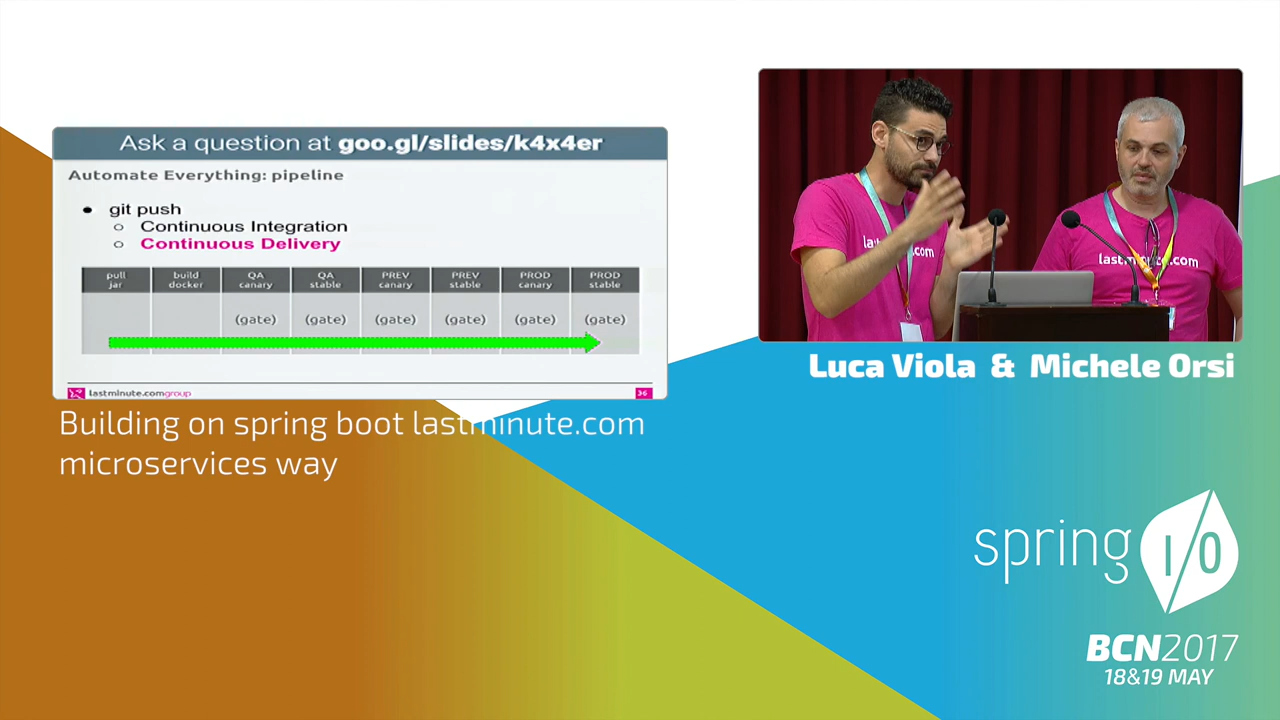 Ask a question at goo.gl/slides/k4x4er
Automate Everything: pipeline
● git push
○ Continuous Integration
○ Continuous Delivery
pull jar
build docker
QA canary
QA stable
PREV canary
PREV stable
PROD canary
PROD stable
(gate) (gate) (gate) (gate) (gate) (gate)
lastminute.comgroup
36
Building on spring boot lastminute.com
microservices way
lastminute.com
Luca Viola & Michele Orsi
spring I/O
BCN2017
18&19 MAY